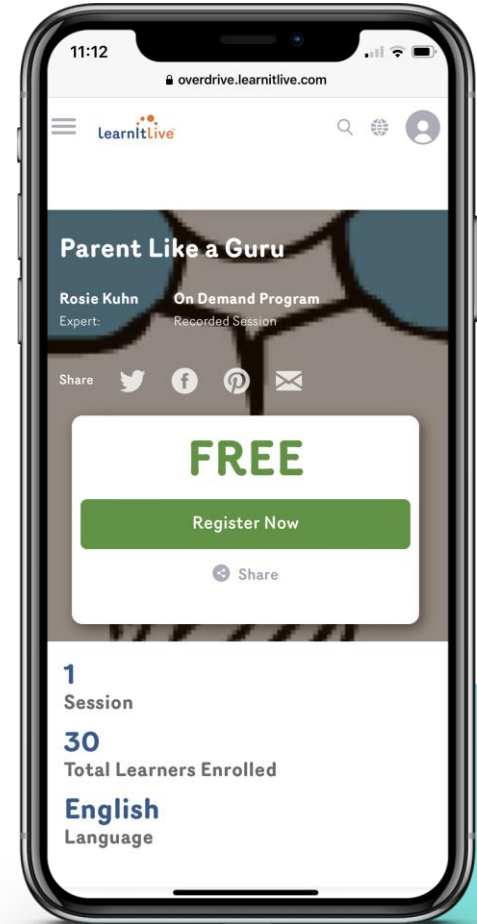 11:12
overdrive.learnitlive.com
LearnItLive
Parent Like a Guru
Rosie Kuhn On Demand Program
Expert: Recorded Session
Share
FREE
Register Now
Share
1
Session
30
Total Learners Enrolled
English
Language